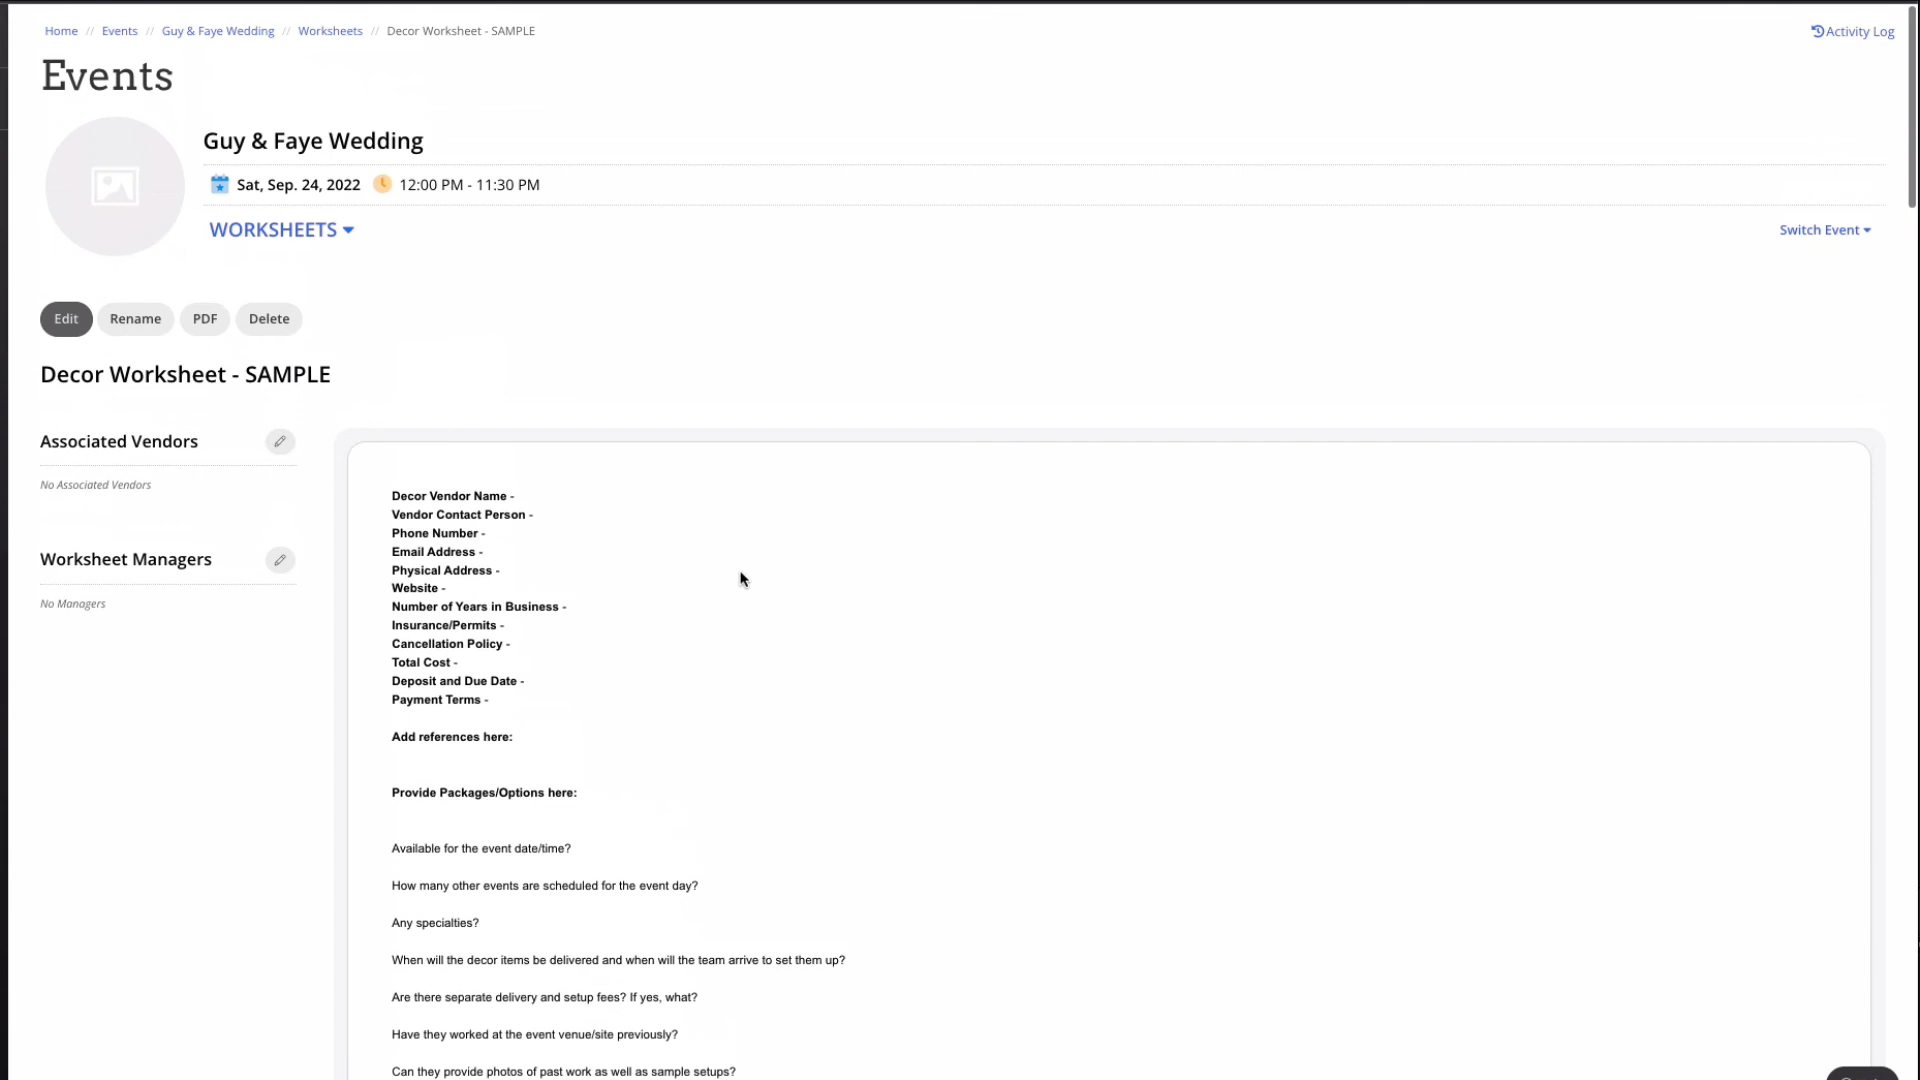 Home // Events // Guy & Faye Wedding // Worksheets // Decor Worksheet - SAMPLE
Activity Log
Events
Guy & Faye Wedding
Sat, Sep. 24, 2022 12:00 PM - 11:30 PM
WORKSHEETS
Switch Event
Edit Rename PDF Delete
Decor Worksheet - SAMPLE
Associated Vendors
No Associated Vendors
Worksheet Managers
No Managers
Decor Vendor Name -
Vendor Contact Person -
Phone Number -
Email Address -
Physical Address -
Website -
Number of Years in Business -
Insurance/Permits -
Cancellation Policy -
Total Cost -
Deposit and Due Date -
Payment Terms -
Add references here:
Provide Packages/Options here:
Available for the event date/time?
How many other events are scheduled for the event day?
Any specialties?
When will the decor items be delivered and when will the team arrive to set them up?
Are there separate delivery and setup fees? If yes, what?
Have they worked at the event venue/site previously?
Can they provide photos of past work as well as sample setups?